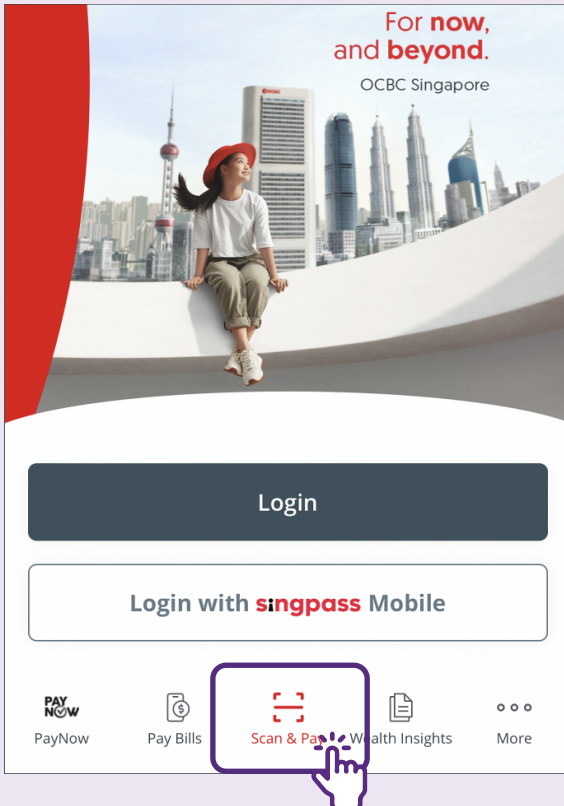 For now,
and beyond.
OCBC Singapore
OCBC
Login
Login with singpass Mobile
PAY
NOW
PayNow
Pay Bills
Scan & Pay
Wealth Insights
More